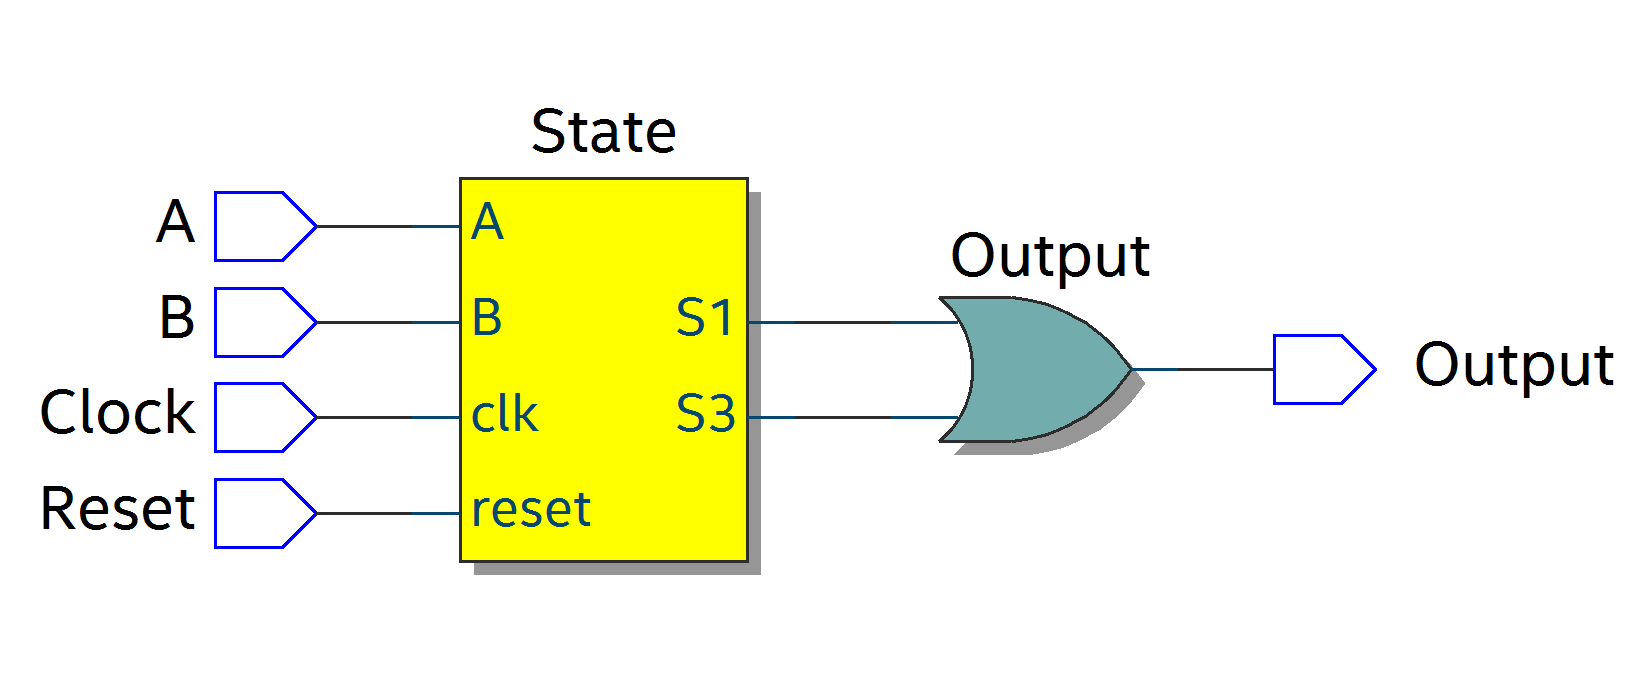 State
A
A
B
B
S1
Output
Clock
clk
S3
Output
Reset
reset